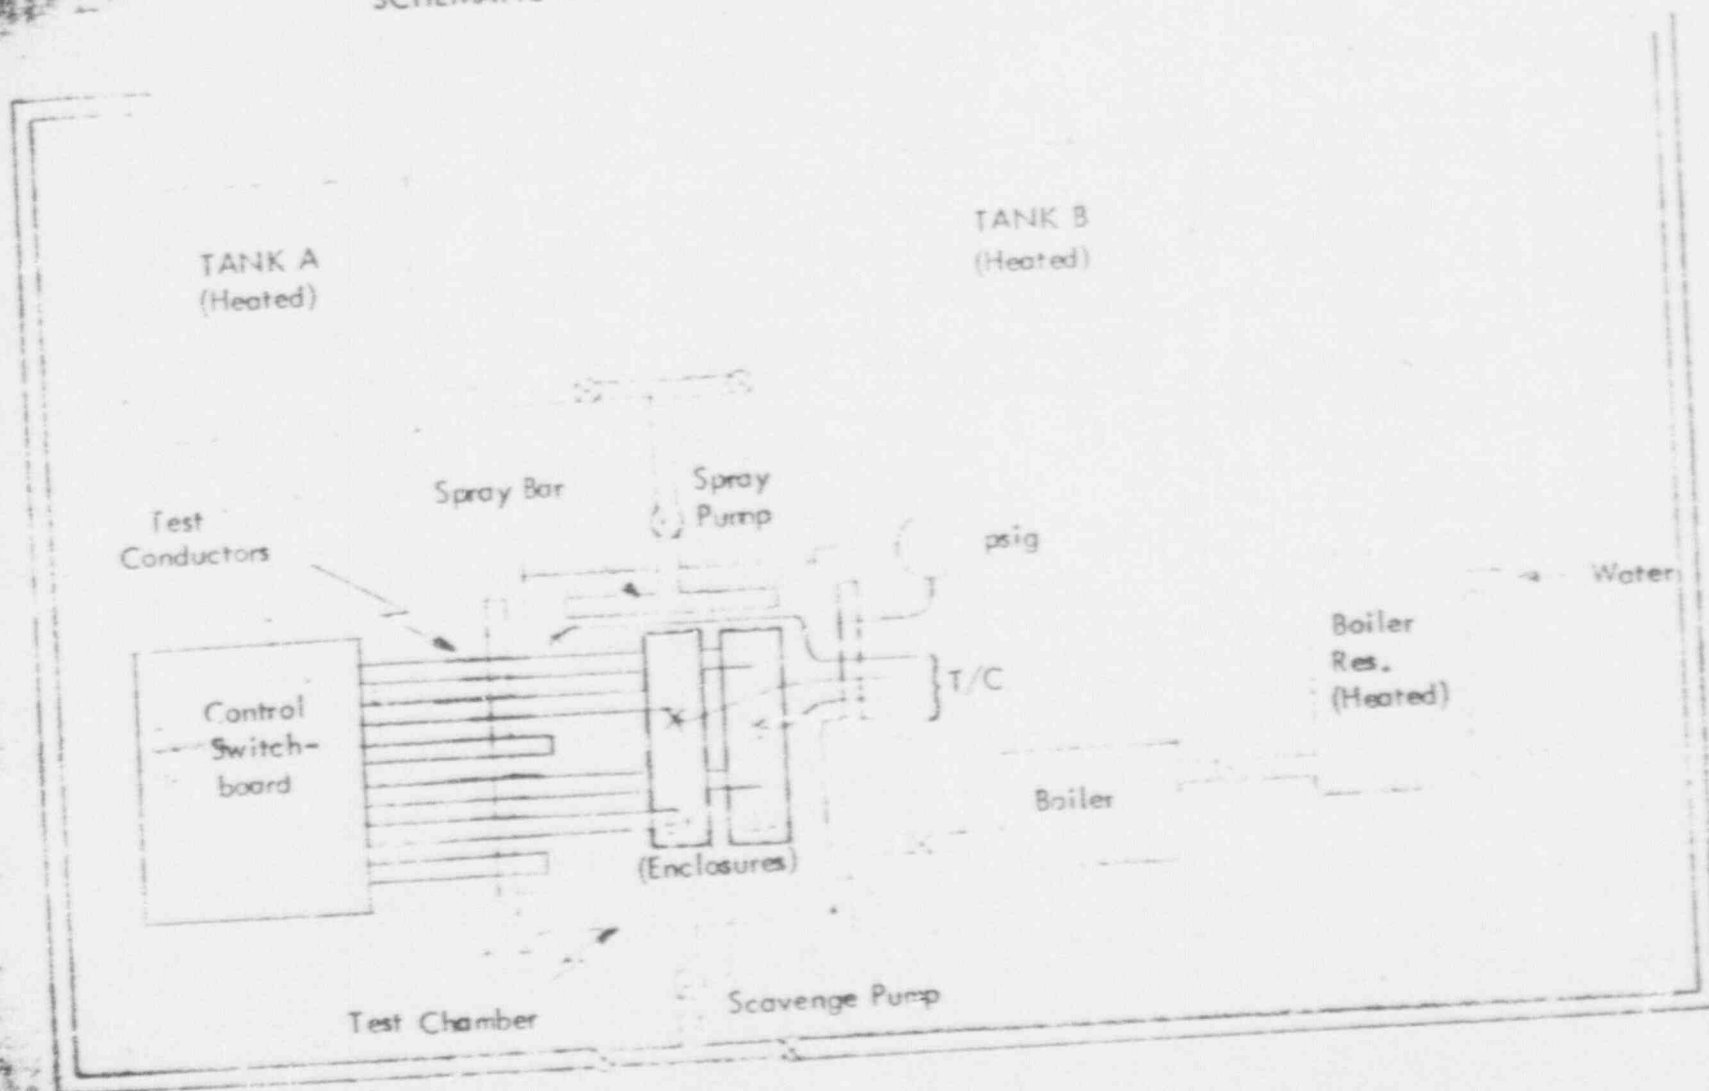 SCHEMATIC
TANK A
(Heated)
TANK B
(Heated)
Spray Bar
Spray
Pump
Test
Conductors
psig
Water
Boiler
Res.
(Heated)
T/C
Control
Switch-
board
Boiler
(Enclosures)
Scavenge Pump
Test Chamber